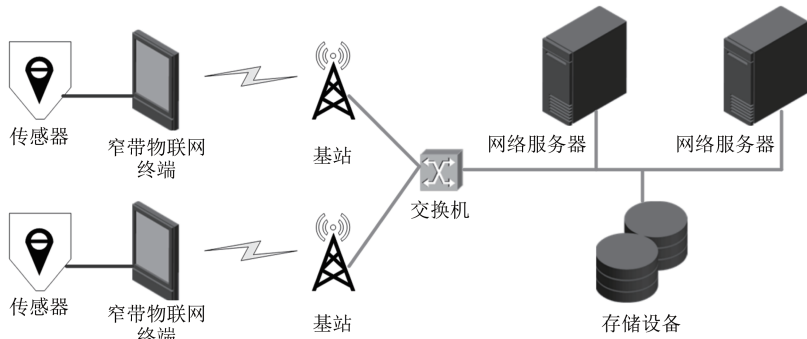 传感器
窄带物联网
终端
基站
交换机
网络服务器
网络服务器
传感器
窄带物联网
终端
基站
存储设备